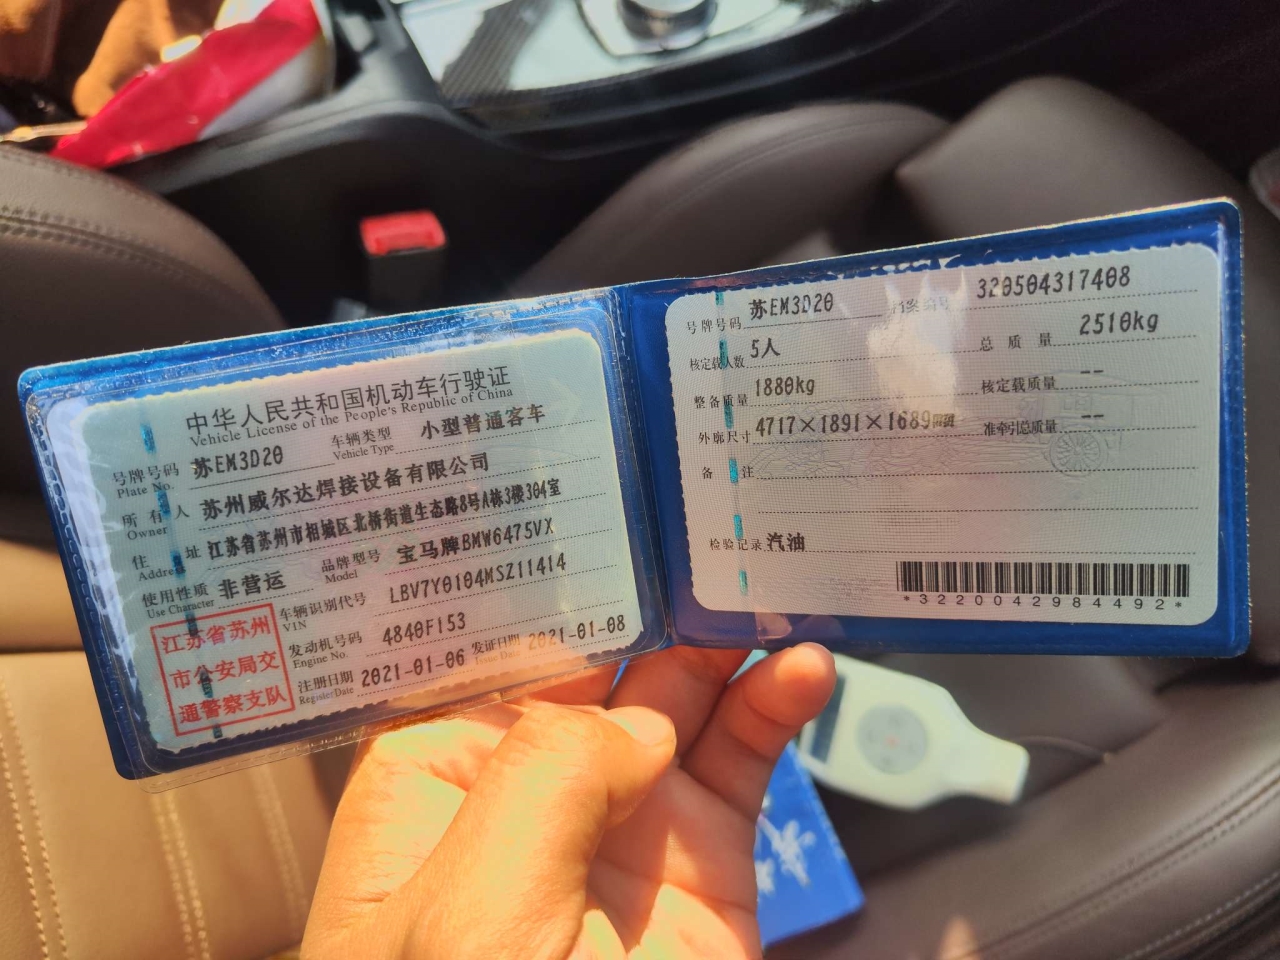 中华人民共和国机动车行驶证
Vehicle License of the People's Republic of China
号牌号码 苏EM3D20 车辆类型 小型普通客车
Plate No. Vehicle Type
所有人 苏州威尔达焊接设备有限公司
Owner
住址 江苏省苏州市相城区北桥街道生态路8号A栋3楼304室
Address
使用性质 非营运 品牌型号 宝马牌BMW6475VX
Use Character Model
江苏省苏州
市公安局交
通警察支队
车辆识别代号 LBV7Y0104MSZ11414
VIN
发动机号码 4840F153
Engine No.
注册日期 2021-01-06 发证日期 2021-01-08
Register Date Issue Date
号牌号码 苏EM3D20 档案编号 320504317408
核定载人数 5人 总质量 2510kg
整备质量 1880kg 核定载质量 --
外廓尺寸 4717×1891×1689mm 准牵引总质量 --
备注
检验记录 汽油
*3220042984492*